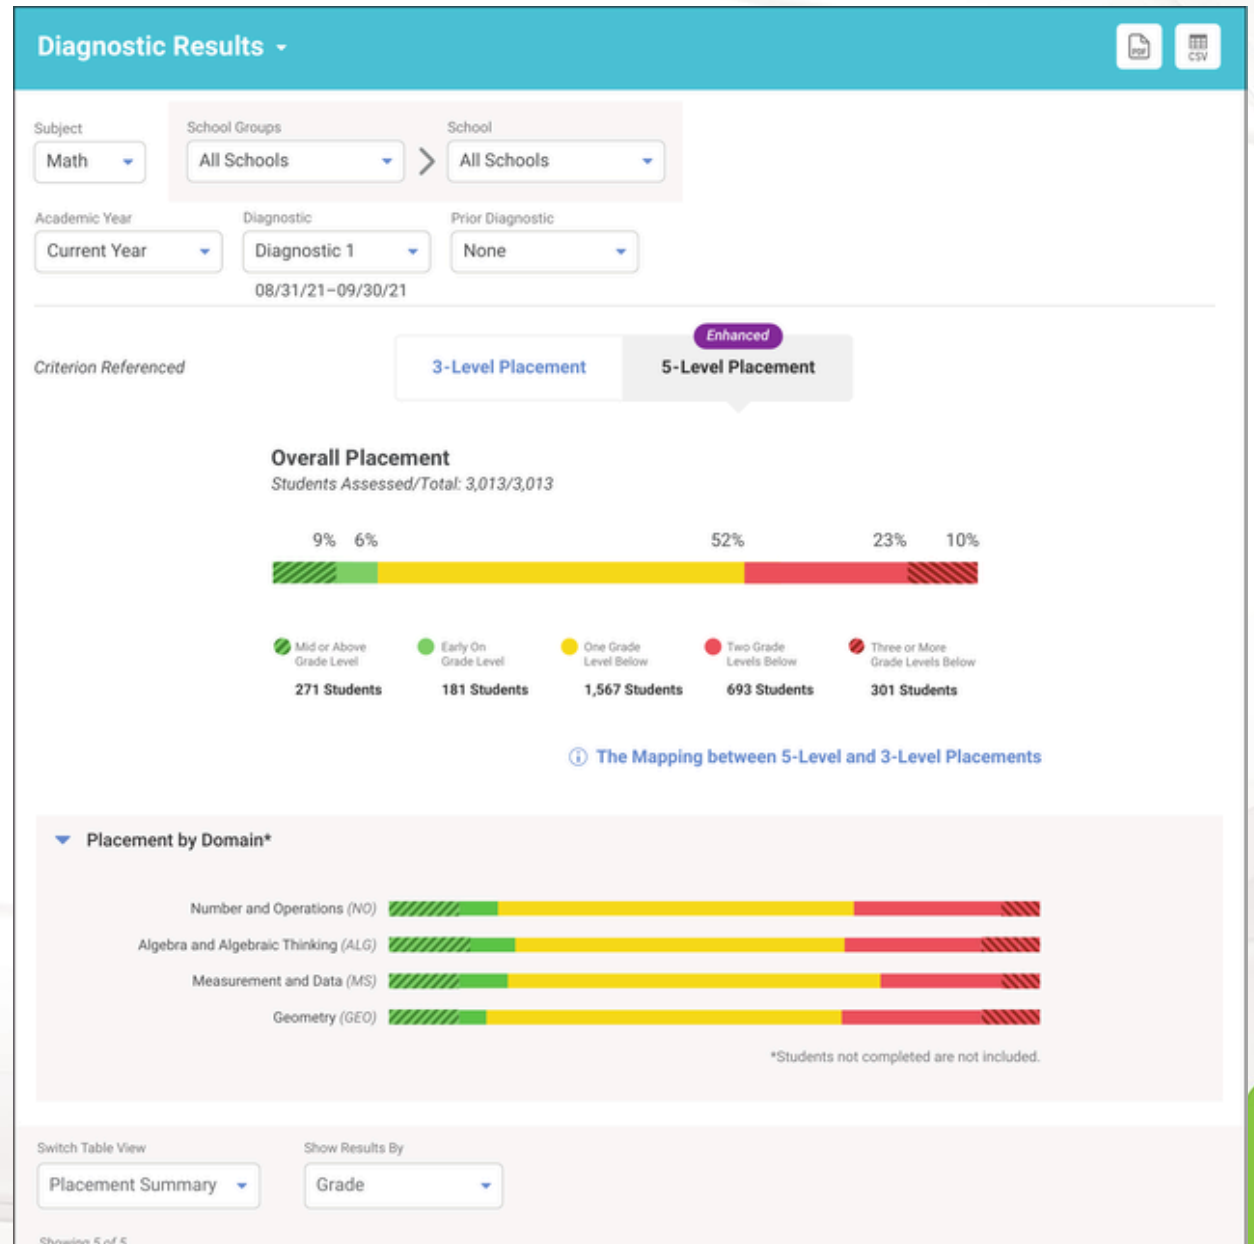 Diagnostic Results
PDF
CSV
Subject
School Groups
School
Math
All Schools
All Schools
Academic Year
Diagnostic
Prior Diagnostic
Current Year
Diagnostic 1
None
08/31/21–09/30/21
Enhanced
Criterion Referenced
3-Level Placement
5-Level Placement
Overall Placement
Students Assessed/Total: 3,013/3,013
9% 6% 52% 23% 10%
Mid or Above
Grade Level
271 Students
Early On
Grade Level
181 Students
One Grade
Level Below
1,567 Students
Two Grade
Levels Below
693 Students
Three or More
Grade Levels Below
301 Students
The Mapping between 5-Level and 3-Level Placements
Placement by Domain*
Number and Operations (NO)
Algebra and Algebraic Thinking (ALG)
Measurement and Data (MS)
Geometry (GEO)
*Students not completed are not included.
Switch Table View
Show Results By
Placement Summary
Grade
Showing 5 of 5